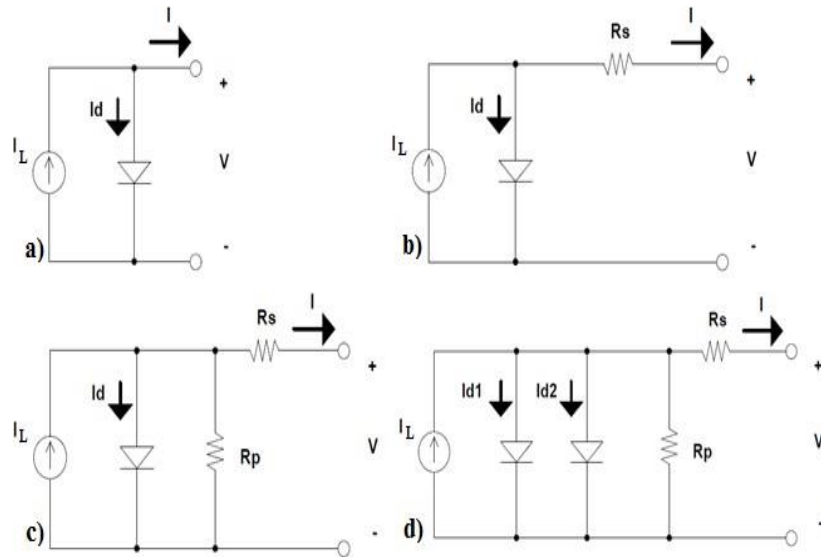 I
+
Id
I_L
V
a)
-
Rs
I
+
Id
I_L
V
b)
-
Rs
I
+
Id
I_L
Rp
V
c)
-
Rs
I
+
Id1 Id2
I_L
Rp
V
d)
-